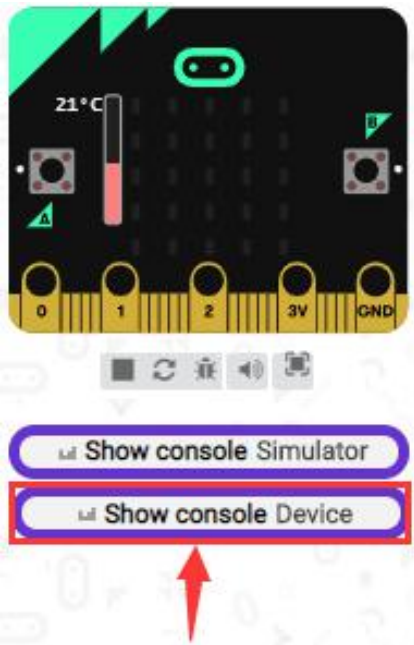 21°C
B
A
0 1 2 3V GND
Show console Simulator
Show console Device